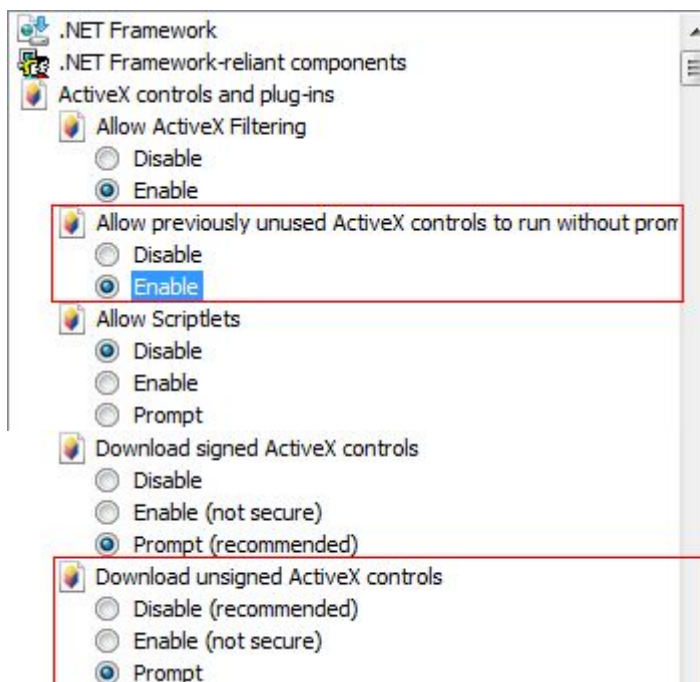 .NET Framework
.NET Framework-reliant components
ActiveX controls and plug-ins
Allow ActiveX Filtering
Disable
Enable
Allow previously unused ActiveX controls to run without prom
Disable
Enable
Allow Scriptlets
Disable
Enable
Prompt
Download signed ActiveX controls
Disable
Enable (not secure)
Prompt (recommended)
Download unsigned ActiveX controls
Disable (recommended)
Enable (not secure)
Prompt